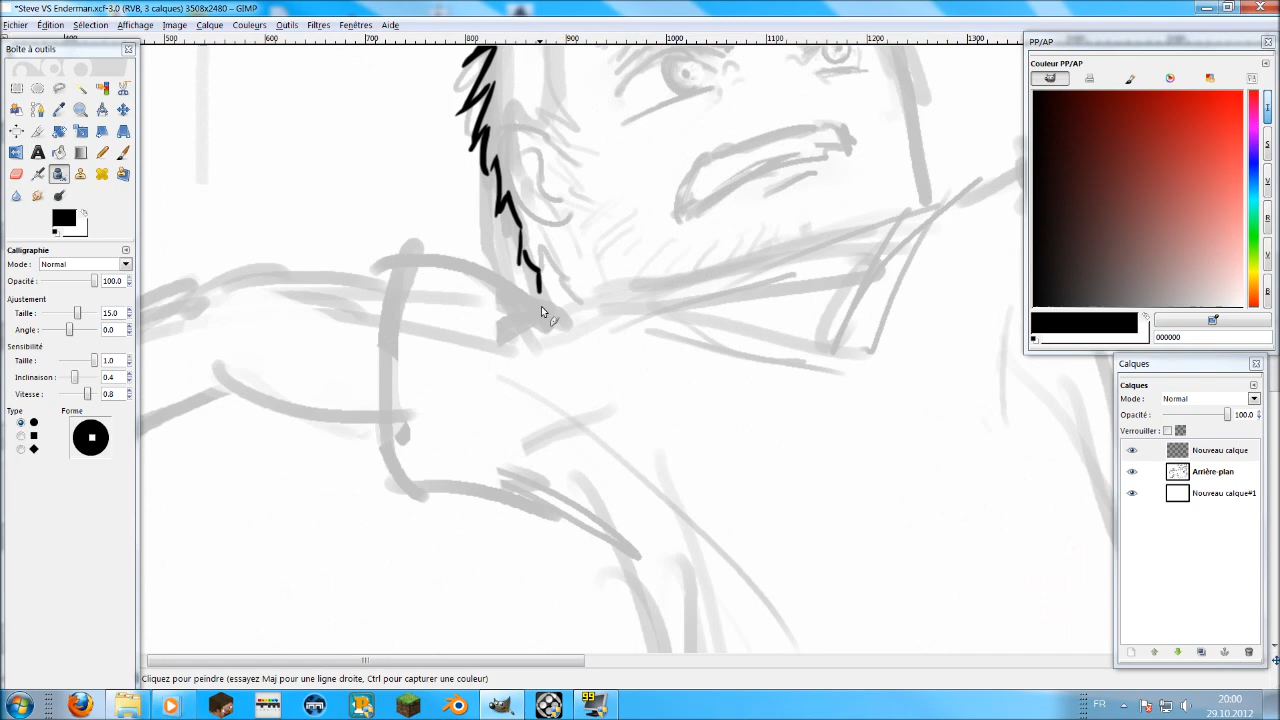 *Steve VS Enderman.xcf-3.0 (RVB, 3 calques) 3508x2480 – GIMP
Fichier Édition Sélection Affichage Image Calque Couleurs Outils Filtres Fenêtres Aide
Boîte à outils
500 600 700 800 900 1000 1100 1200 1300
PP/AP
Couleur PP/AP
T
S
V
R
000000
Calligraphie
Mode : Normal
Opacité : 100.0
Ajustement
Taille : 15.0
Angle : 0.0
Sensibilité
Taille : 1.0
Inclinaison : 0.4
Vitesse : 0.8
Type Forme
Calques
Calques
Mode : Normal
Opacité : 100.0
Verrouiller :
Nouveau calque
Arrière-plan
Nouveau calque#1
Cliquez pour peindre (essayez Maj pour une ligne droite, Ctrl pour capturer une couleur)
99
FR
20:00
29.10.2012